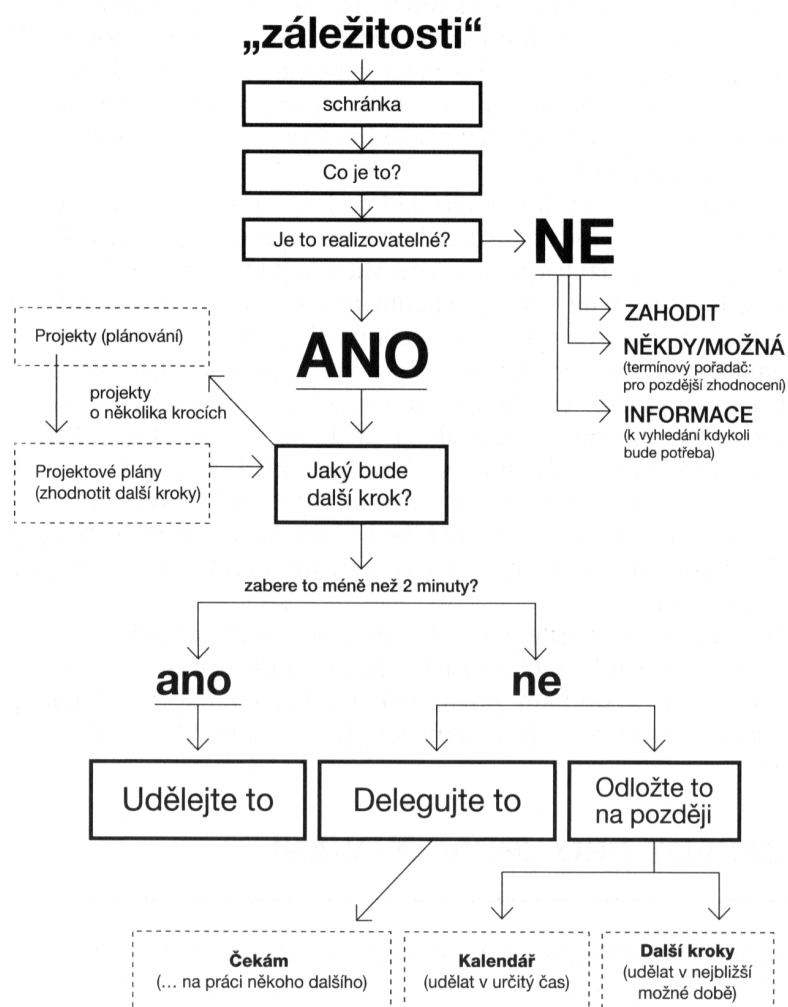 „záležitosti“
schránka
Co je to?
Je to realizovatelné?
NE
ZAHODIT
NĚKDY/MOŽNÁ
(termínový pořadač:
pro pozdější zhodnocení)
INFORMACE
(k vyhledání kdykoli
bude potřeba)
ANO
Projekty (plánování)
projekty
o několika krocích
Projektové plány
(zhodnotit další kroky)
Jaký bude
další krok?
zabere to méně než 2 minuty?
ano
ne
Udělejte to
Delegujte to
Odložte to
na později
Čekám
(... na práci někoho dalšího)
Kalendář
(udělat v určitý čas)
Další kroky
(udělat v nejbližší
možné době)